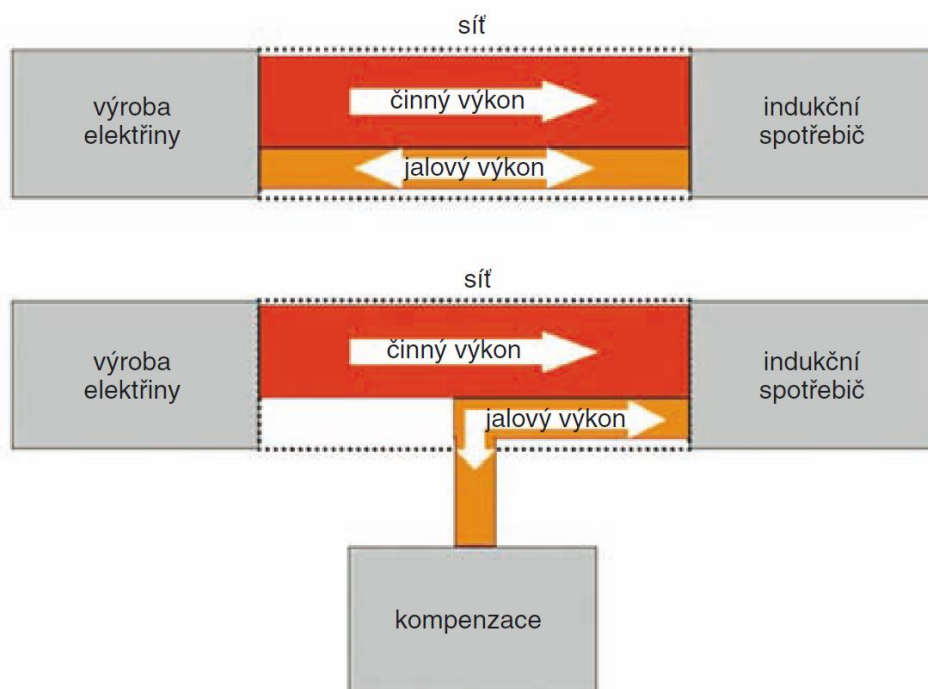 síť
výroba
elektřiny
činný výkon
indukční
spotřebič
jalový výkon
síť
výroba
elektřiny
činný výkon
indukční
spotřebič
jalový výkon
kompenzace